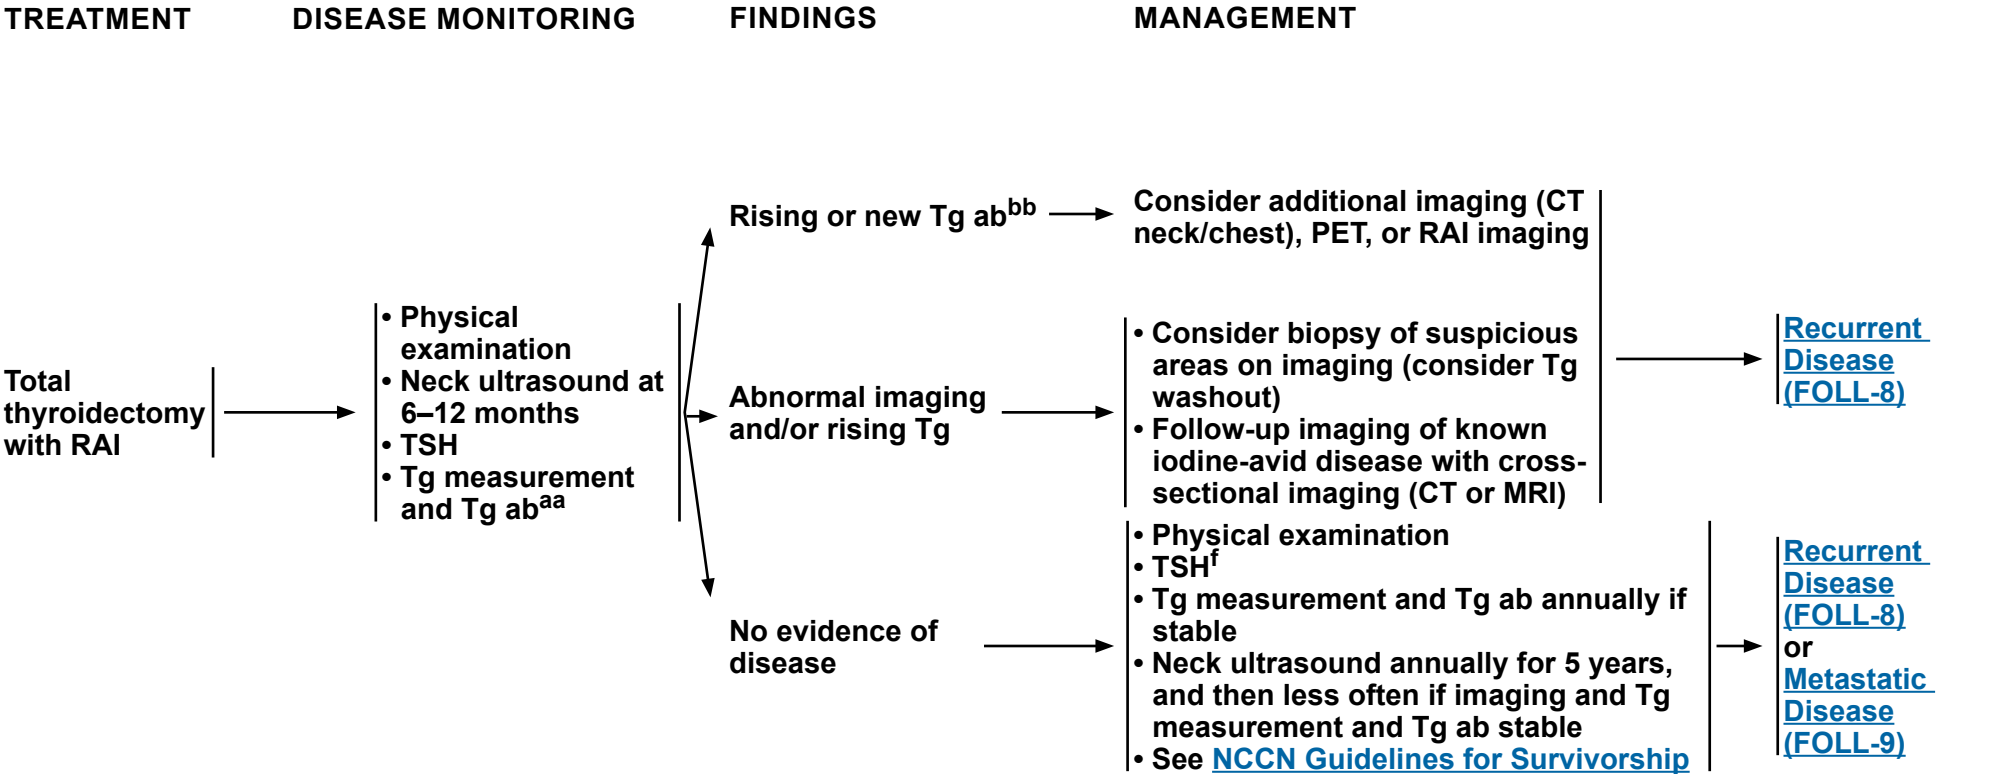 TREATMENT
DISEASE MONITORING
FINDINGS
MANAGEMENT
Total
thyroidectomy
with RAI
• Physical
examination
• Neck ultrasound at
6–12 months
• TSH
• Tg measurement
and Tg ab^aa
Rising or new Tg ab^bb
Consider additional imaging (CT
neck/chest), PET, or RAI imaging
Abnormal imaging
and/or rising Tg
• Consider biopsy of suspicious
areas on imaging (consider Tg
washout)
• Follow-up imaging of known
iodine-avid disease with cross-
sectional imaging (CT or MRI)
Recurrent
Disease
(FOLL-8)
No evidence of
disease
• Physical examination
• TSH^f
• Tg measurement and Tg ab annually if
stable
• Neck ultrasound annually for 5 years,
and then less often if imaging and Tg
measurement and Tg ab stable
• See NCCN Guidelines for Survivorship
Recurrent
Disease
(FOLL-8)
or
Metastatic
Disease
(FOLL-9)